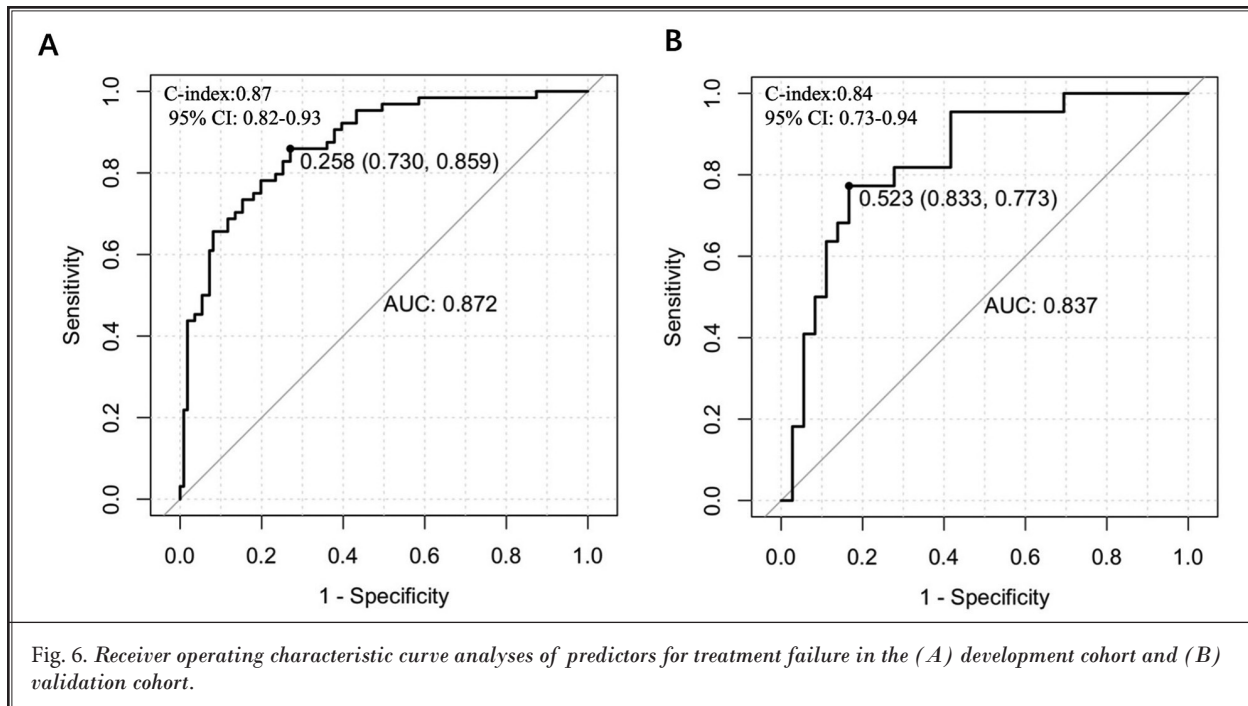 A
C-index:0.87
95% CI: 0.82-0.93
0.258 (0.730, 0.859)
AUC: 0.872
Sensitivity
0.0
0.2
0.4
0.6
0.8
1.0
0.0 0.2 0.4 0.6 0.8 1.0
1 - Specificity
B
C-index:0.84
95% CI: 0.73-0.94
0.523 (0.833, 0.773)
AUC: 0.837
Sensitivity
0.0
0.2
0.4
0.6
0.8
1.0
0.0 0.2 0.4 0.6 0.8 1.0
1 - Specificity
Fig. 6. Receiver operating characteristic curve analyses of predictors for treatment failure in the (A) development cohort and (B)
validation cohort.